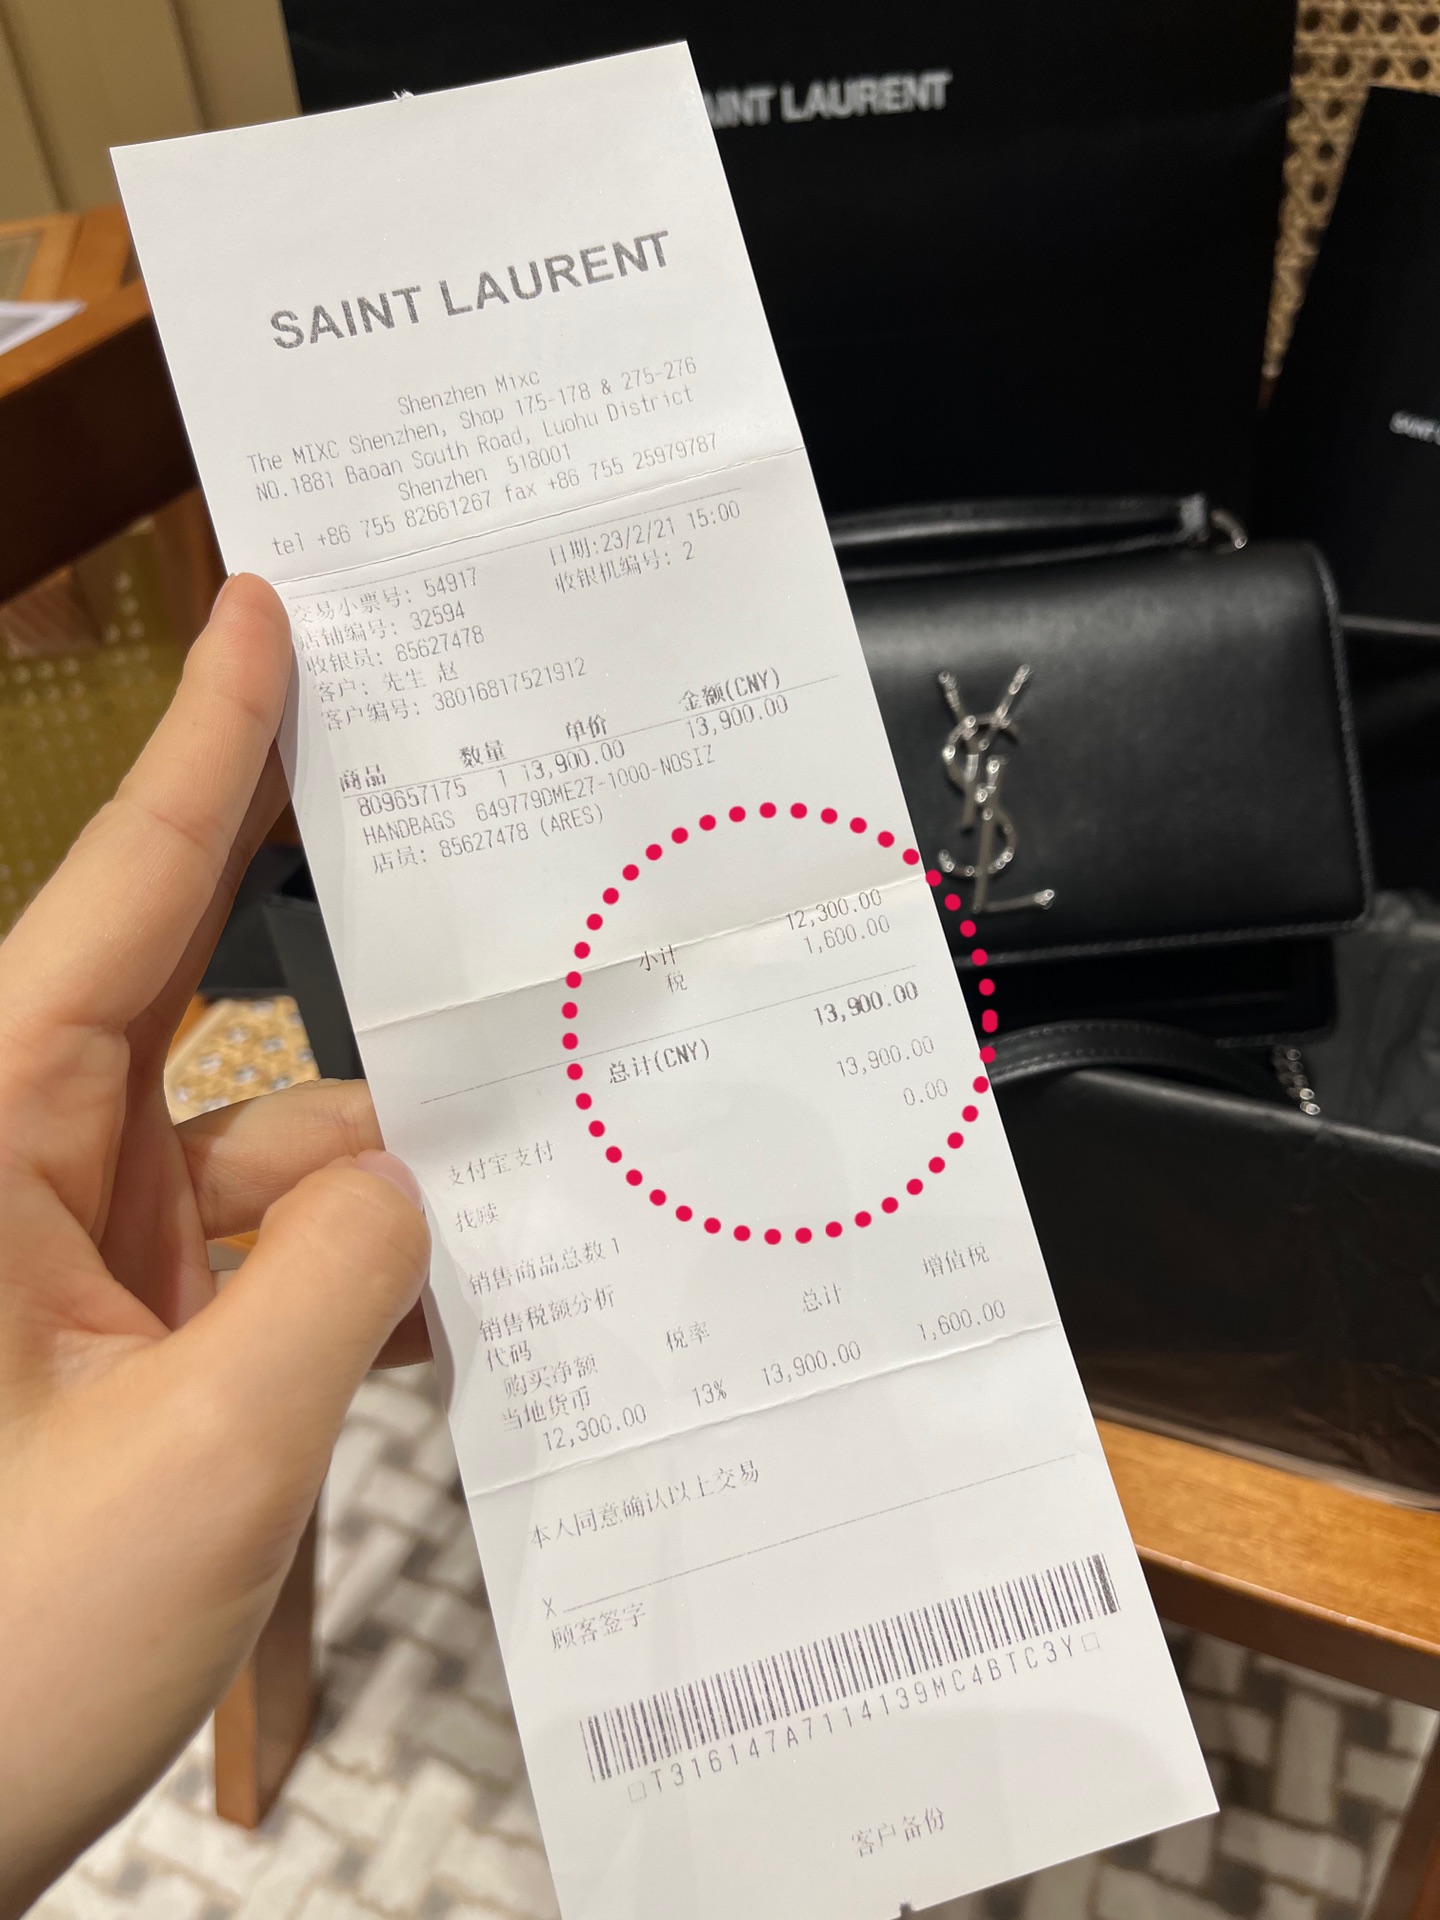 SAINT LAURENT
SAINT LAURENT
Shenzhen Mixc
The MIXC Shenzhen, Shop 175-178 & 275-276
NO.1881 Baoan South Road, Luohu District
Shenzhen 518001
tel +86 755 82661267 fax +86 755 25979787
日期:23/2/21 15:00
交易小票号: 54917
收银机编号: 2
店铺编号: 32594
收银员: 85627478
客户: 先生 赵
客户编号: 38016817521912
商品 数量 单价 金额(CNY)
809657175 1 13,900.00 13,900.00
HANDBAGS 649779DME27-1000-NOSIZ
店员: 85627478 (ARES)
小计 12,300.00
税 1,600.00
总计(CNY) 13,900.00
支付宝支付 13,900.00
找赎 0.00
销售商品总数 1
销售税额分析
代码 税率 总计 增值税
购买净额
当地货币
12,300.00 13% 13,900.00 1,600.00
本人同意确认以上交易
X
顾客签字
T316147A7114139MC4BTC3Y
客户备份
YSL